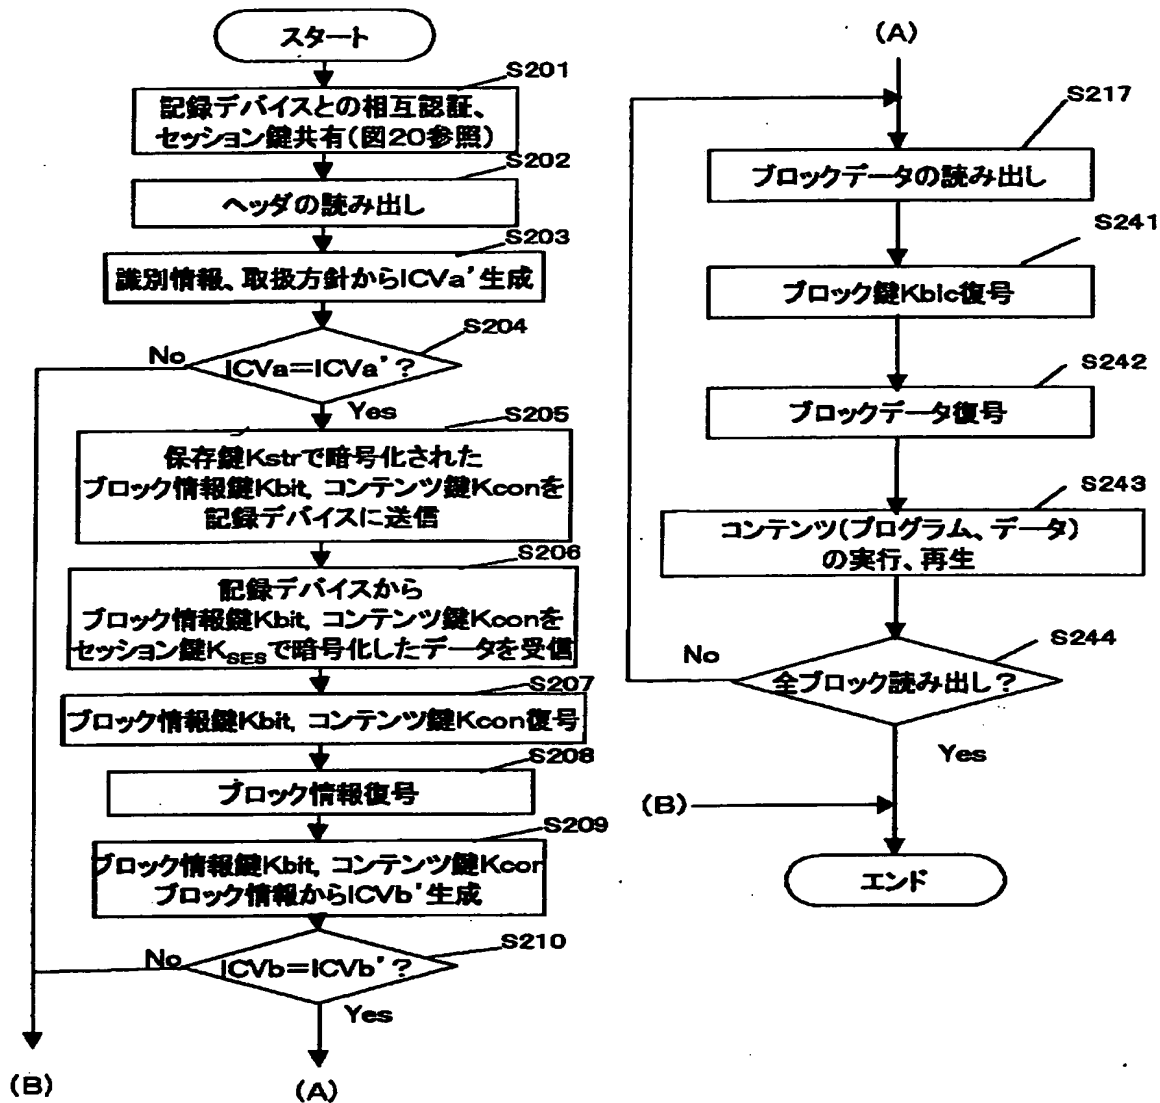 スタート
S201
記録デバイスとの相互認証、
セッション鍵共有(図20参照)
S202
ヘッダの読み出し
S203
識別情報、取扱方針からICVa'生成
S204
ICVa=ICVa'?
No
Yes
S205
保存鍵Kstrで暗号化された
ブロック情報鍵Kbit, コンテンツ鍵Kconを
記録デバイスに送信
S206
記録デバイスから
ブロック情報鍵Kbit, コンテンツ鍵Kconを
セッション鍵KSESで暗号化したデータを受信
S207
ブロック情報鍵Kbit, コンテンツ鍵Kcon復号
S208
ブロック情報復号
S209
ブロック情報鍵Kbit, コンテンツ鍵Kcon
ブロック情報からICVb'生成
S210
ICVb=ICVb'?
No
Yes
(B)
(A)
(A)
S217
ブロックデータの読み出し
S241
ブロック鍵Kbic復号
S242
ブロックデータ復号
S243
コンテンツ(プログラム、データ)
の実行、再生
S244
全ブロック読み出し?
No
Yes
(B)
エンド